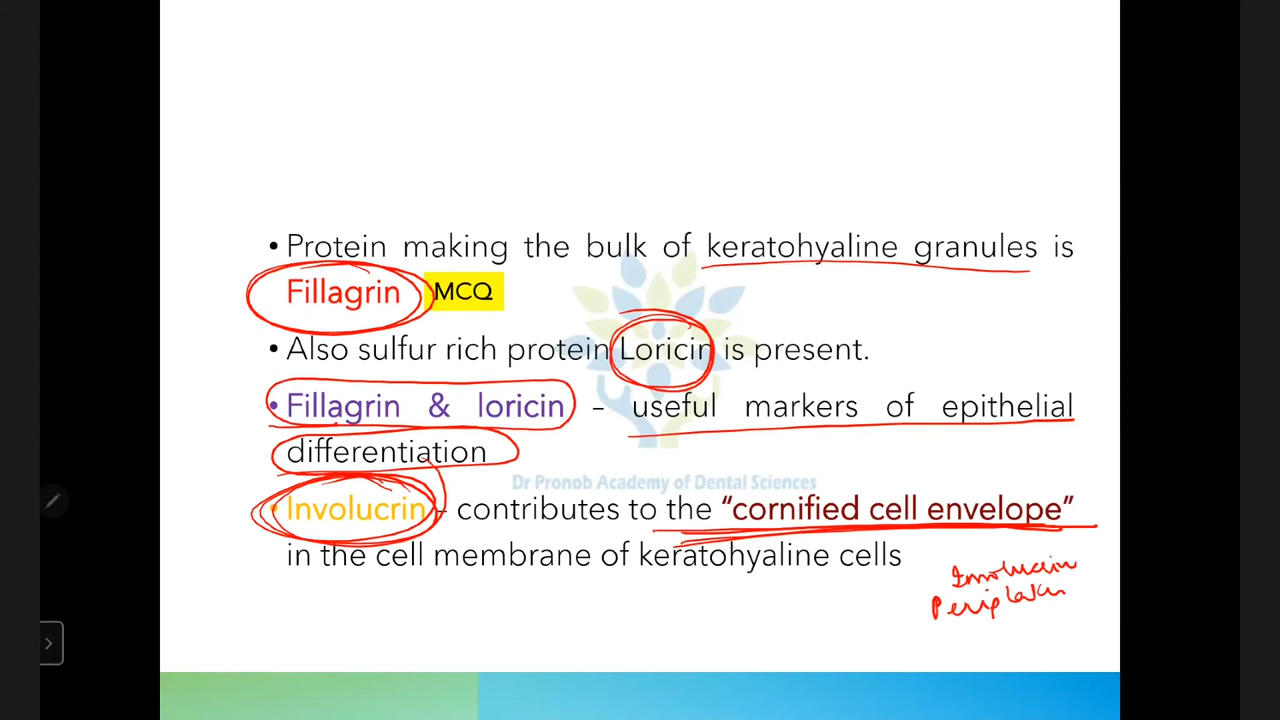 • Protein making the bulk of keratohyaline granules is
Fillagrin MCQ
• Also sulfur rich protein Loricin is present.
• Fillagrin & loricin – useful markers of epithelial
differentiation
Dr Pronob Academy of Dental Sciences
• Involucrin – contributes to the “cornified cell envelope”
in the cell membrane of keratohyaline cells
Involucrin
Periplakin